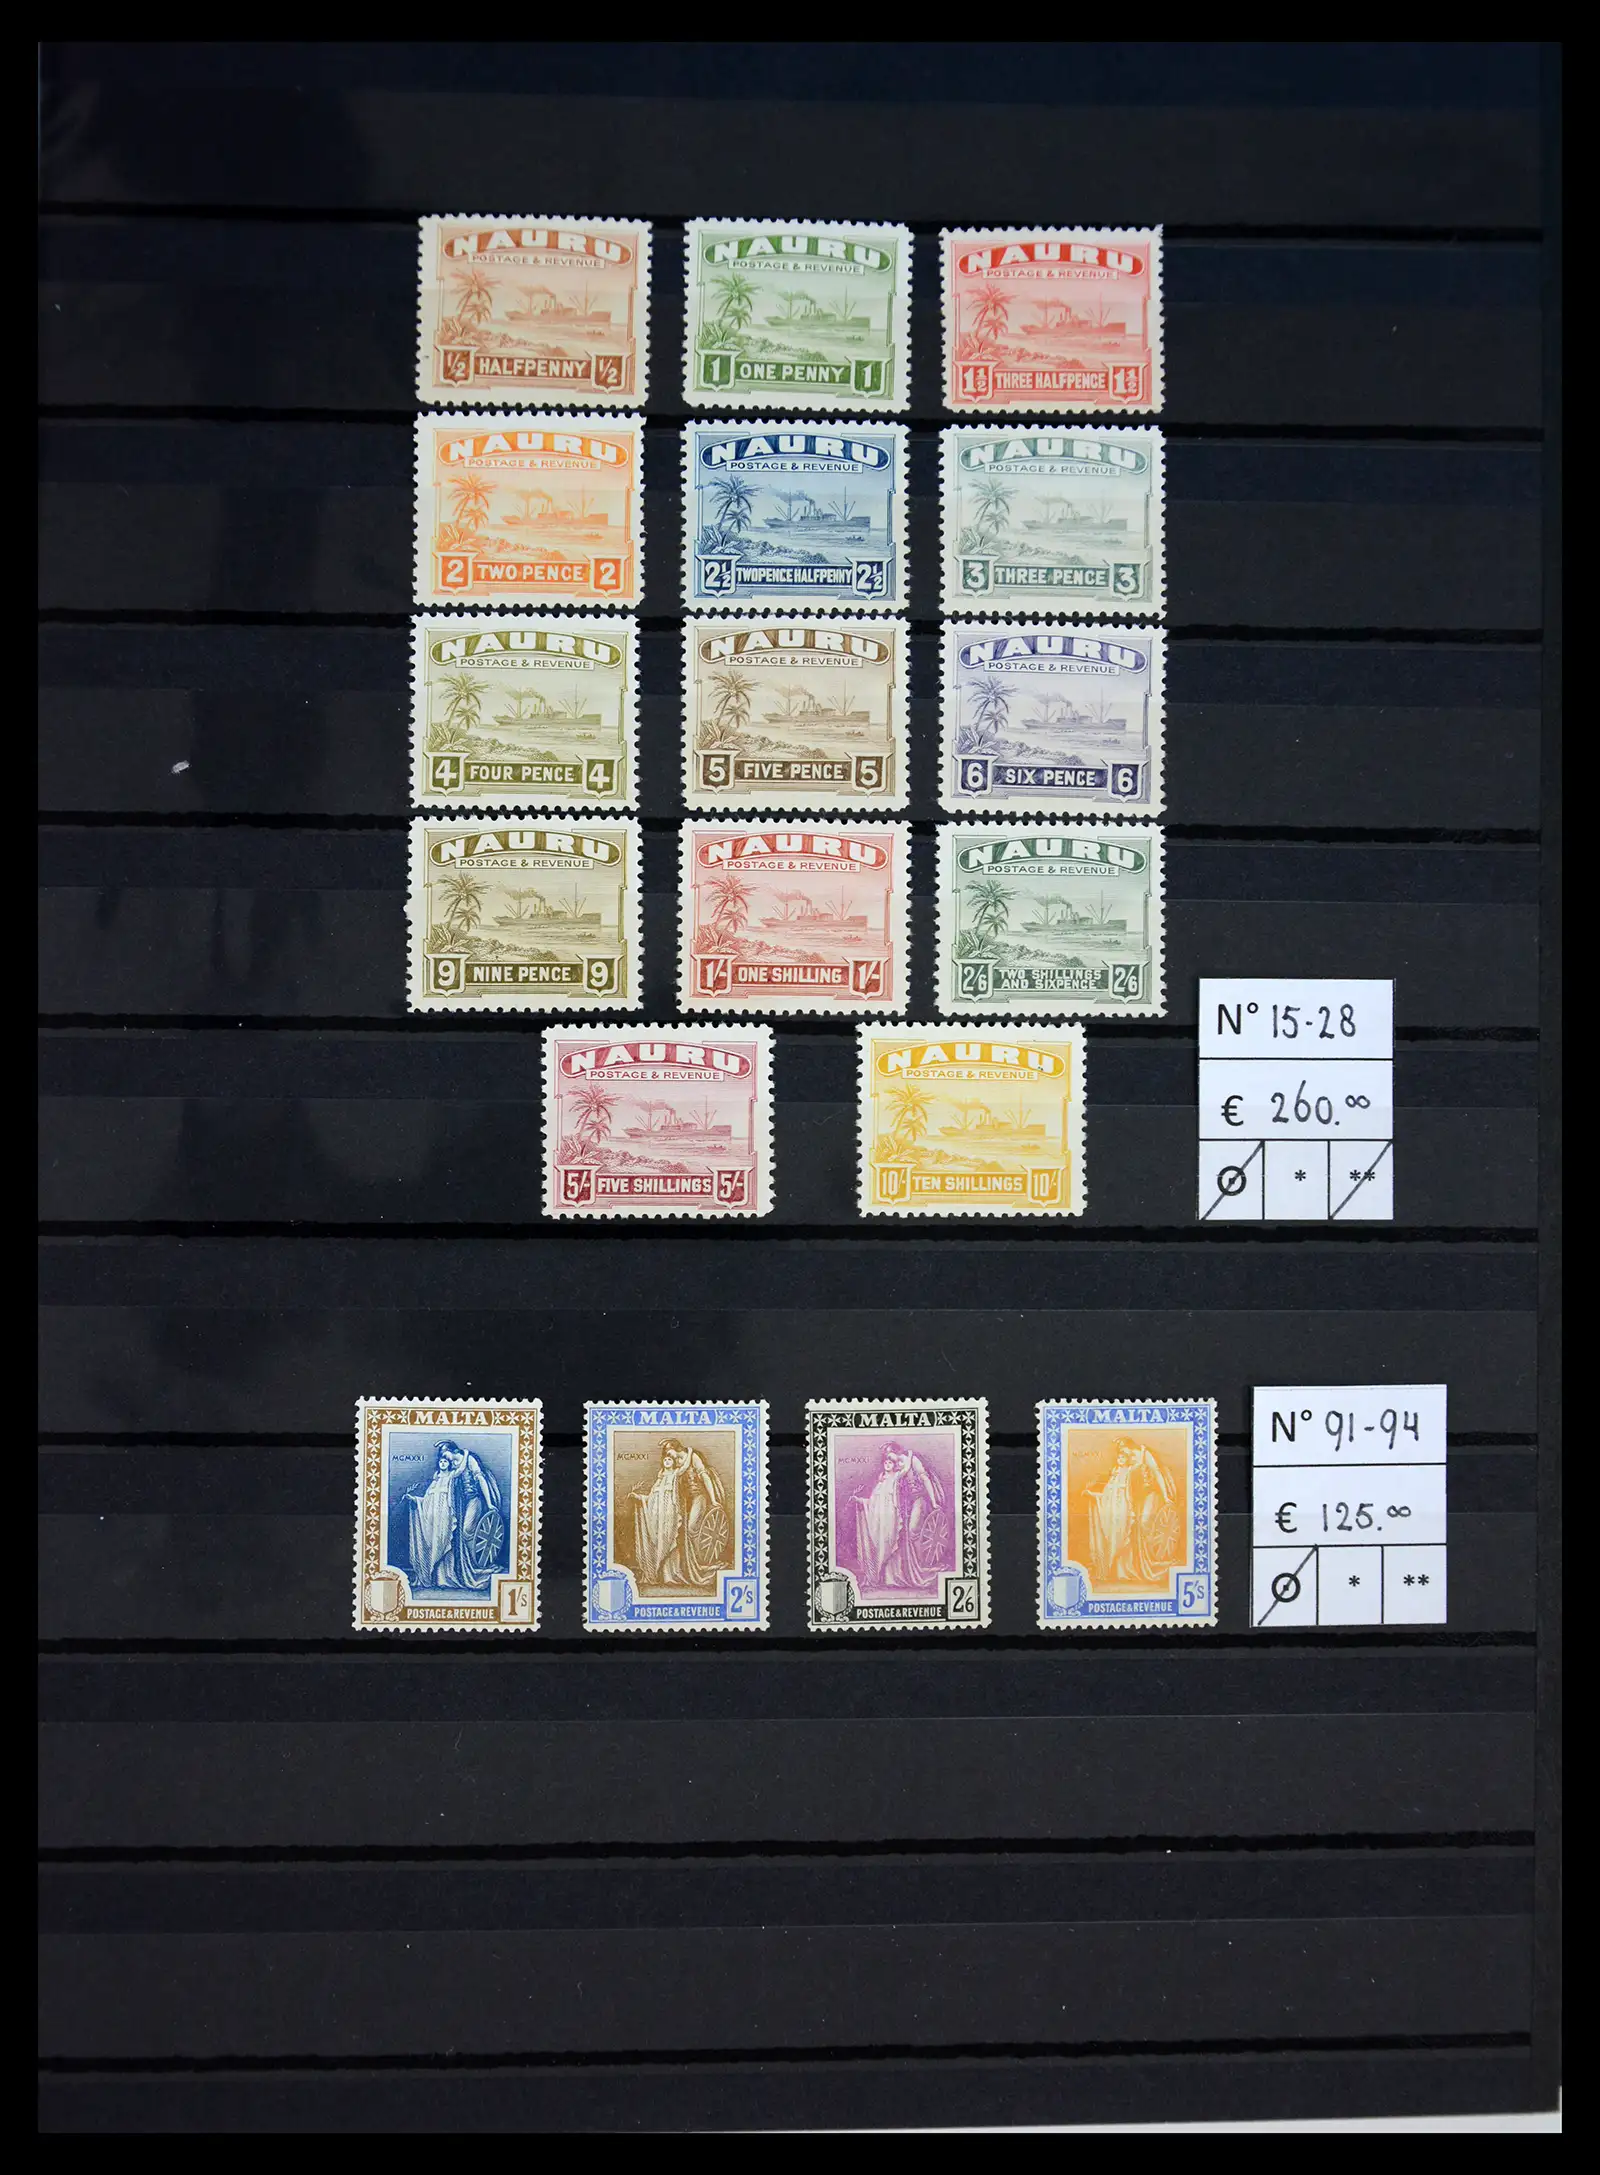 NAURU
POSTAGE & REVENUE
½ HALFPENNY ½
NAURU
POSTAGE & REVENUE
1 ONE PENNY 1
NAURU
POSTAGE & REVENUE
1½ THREE HALFPENCE 1½
NAURU
POSTAGE & REVENUE
2 TWO PENCE 2
NAURU
POSTAGE & REVENUE
2½ TWOPENCE HALFPENNY 2½
NAURU
POSTAGE & REVENUE
3 THREE PENCE 3
NAURU
POSTAGE & REVENUE
4 FOUR PENCE 4
NAURU
POSTAGE & REVENUE
5 FIVE PENCE 5
NAURU
POSTAGE & REVENUE
6 SIX PENCE 6
NAURU
POSTAGE & REVENUE
9 NINE PENCE 9
NAURU
POSTAGE & REVENUE
1/- ONE SHILLING 1/-
NAURU
POSTAGE & REVENUE
2/6 TWO SHILLINGS
AND SIXPENCE 2/6
NAURU
POSTAGE & REVENUE
5/- FIVE SHILLINGS 5/-
NAURU
POSTAGE & REVENUE
10/- TEN SHILLINGS 10/-
N° 15-28
€ 260.00
* **
MALTA
MCMXXI
1/s
POSTAGE & REVENUE
MALTA
MCMXXI
2/s
POSTAGE & REVENUE
MALTA
MCMXXI
2/6
POSTAGE & REVENUE
MALTA
MCMXXI
5/s
POSTAGE & REVENUE
N° 91-94
€ 125.00
* **